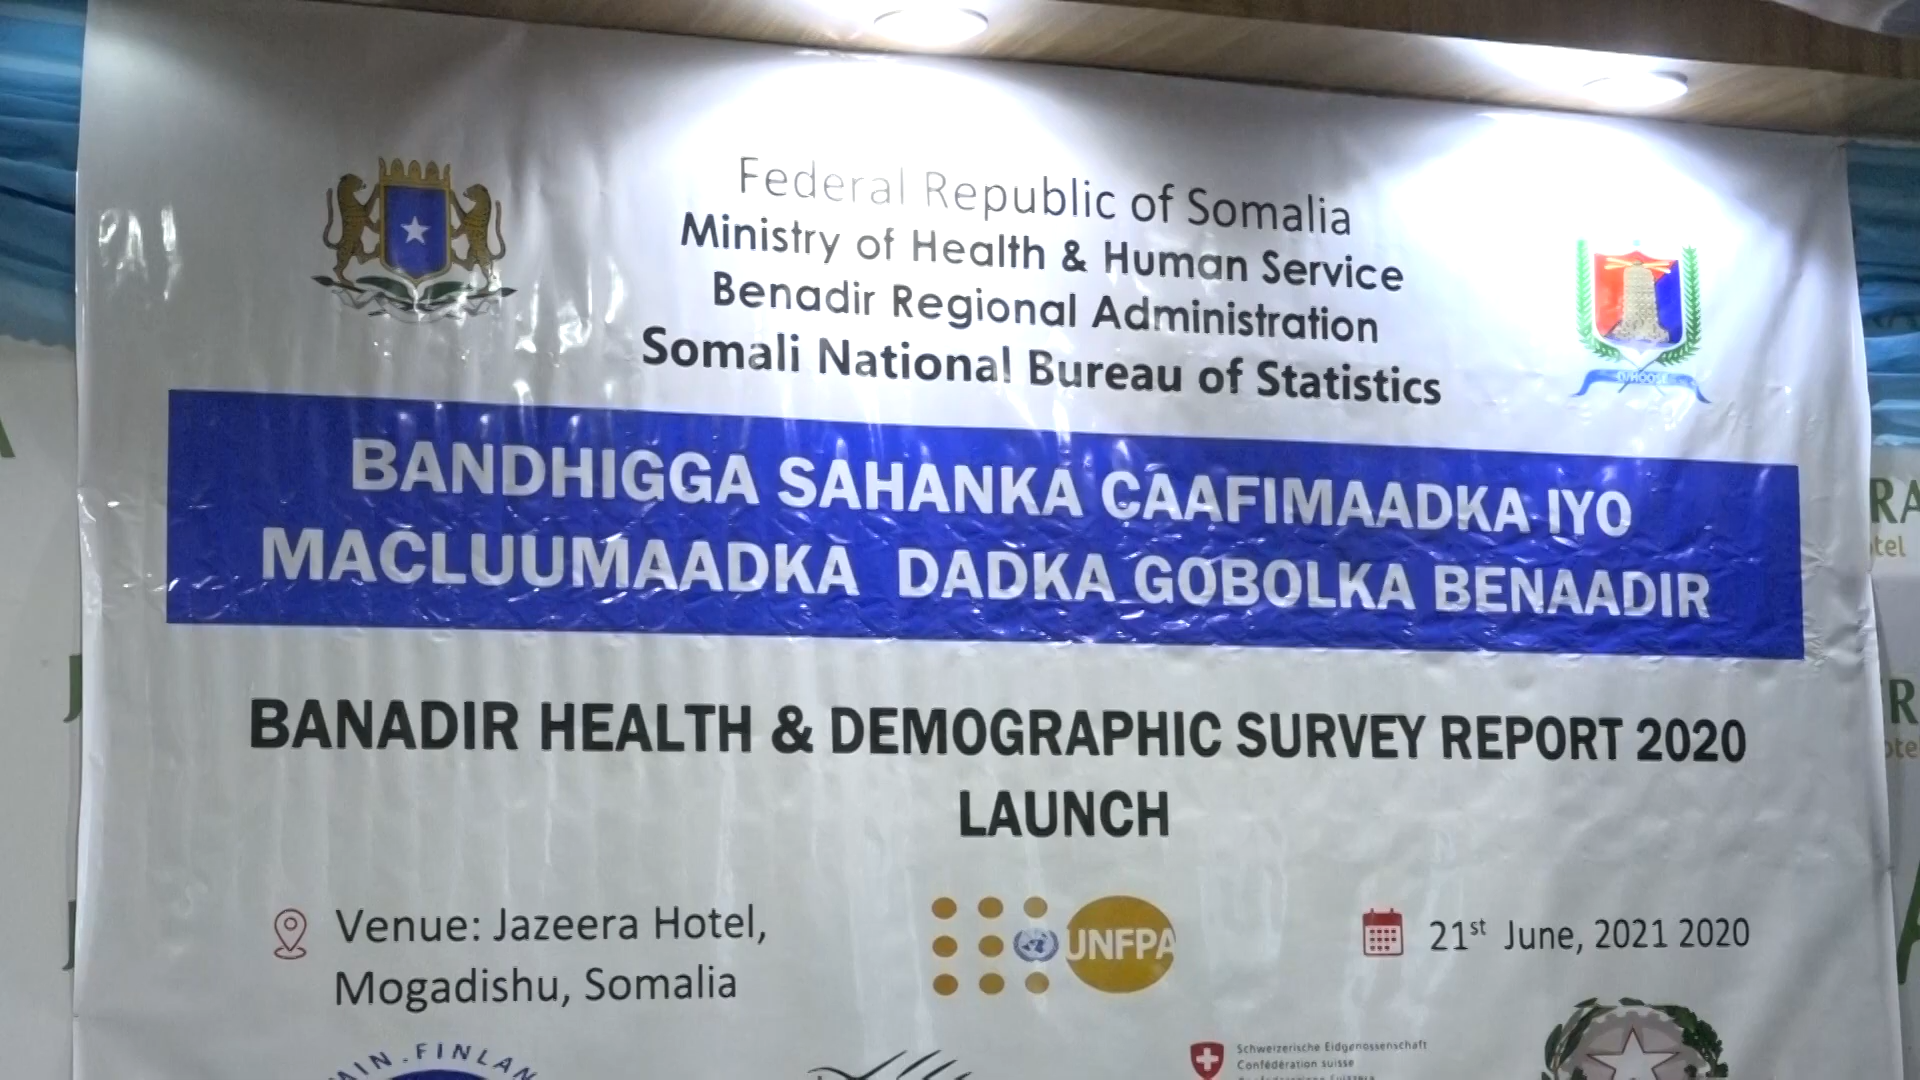 Federal Republic of Somalia
Ministry of Health & Human Service
Benadir Regional Administration
Somali National Bureau of Statistics
BANDHIGGA SAHANKA CAAFIMAADKA IYO
MACLUUMAADKA DADKA GOBOLKA BENAADIR
BANADIR HEALTH & DEMOGRAPHIC SURVEY REPORT 2020
LAUNCH
Venue: Jazeera Hotel,
Mogadishu, Somalia
UNFPA
21st June, 2021 2020
Schweizerische Eidgenossenschaft
Confédération suisse